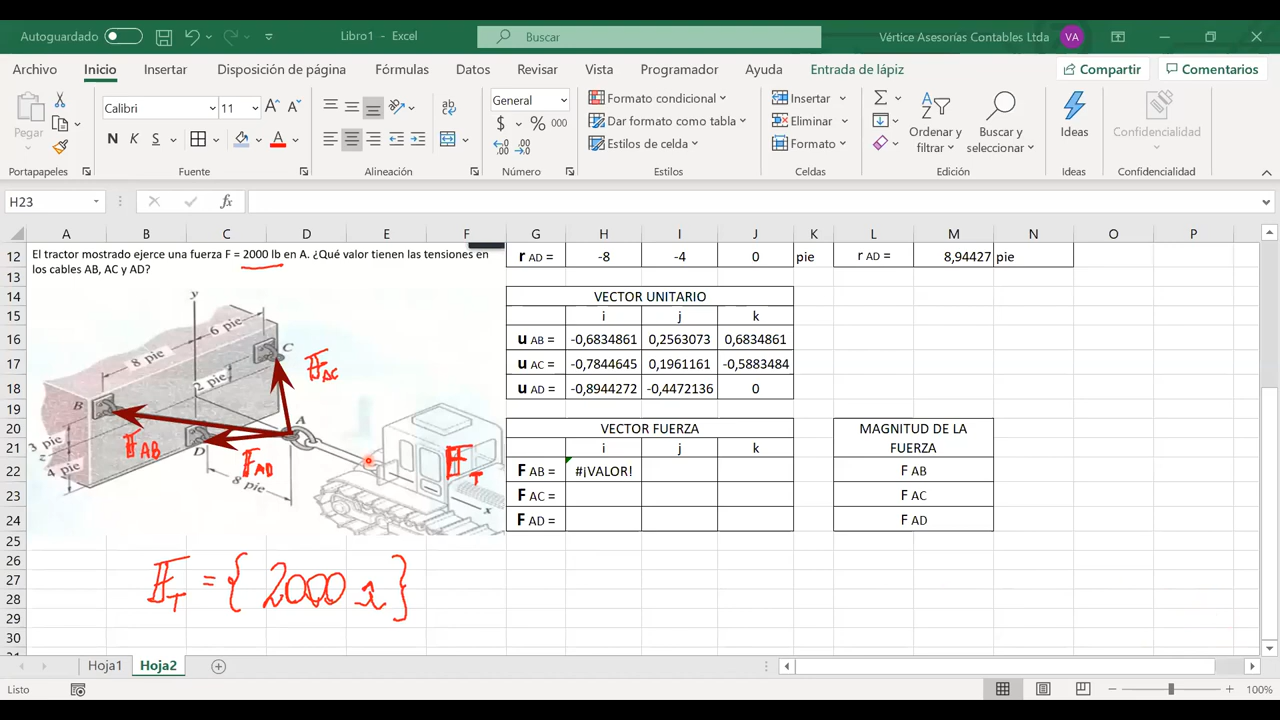 Autoguardado
Libro1 - Excel
Buscar
Vértice Asesorías Contables Ltda
VA
Archivo Inicio Insertar Disposición de página Fórmulas Datos Revisar Vista Programador Ayuda Entrada de lápiz
Compartir
Comentarios
Pegar
Calibri 11
N K S
General
$ % 000
Formato condicional
Dar formato como tabla
Estilos de celda
Insertar
Eliminar
Formato
Ordenar y filtrar
Buscar y seleccionar
Ideas
Confidencialidad
Portapapeles Fuente Alineación Número Estilos Celdas Edición Ideas Confidencialidad
H23
fx
A B C D E F G H I J K L M N O P
El tractor mostrado ejerce una fuerza F = 2000 lb en A. ¿Qué valor tienen las tensiones en
los cables AB, AC y AD?
12 r AD = -8 -4 0 pie r AD = 8,94427 pie
13
14 VECTOR UNITARIO
15 i j k
16 u AB = -0,6834861 0,2563073 0,6834861
17 u AC = -0,7844645 0,1961161 -0,5883484
18 u AD = -0,8944272 -0,4472136 0
19
20 VECTOR FUERZA MAGNITUD DE LA
21 i j k FUERZA
22 F AB = #¡VALOR! F AB
23 F AC = F AC
24 F AD = F AD
25
26
27
28
29
30
y
6 pie
C
8 pie
2 pie
F AC
B
A
F AB
D
F AD
F T
3 pie
z
4 pie
8 pie
x
F T = { 2000 i }
Hoja1 Hoja2
Listo
100%